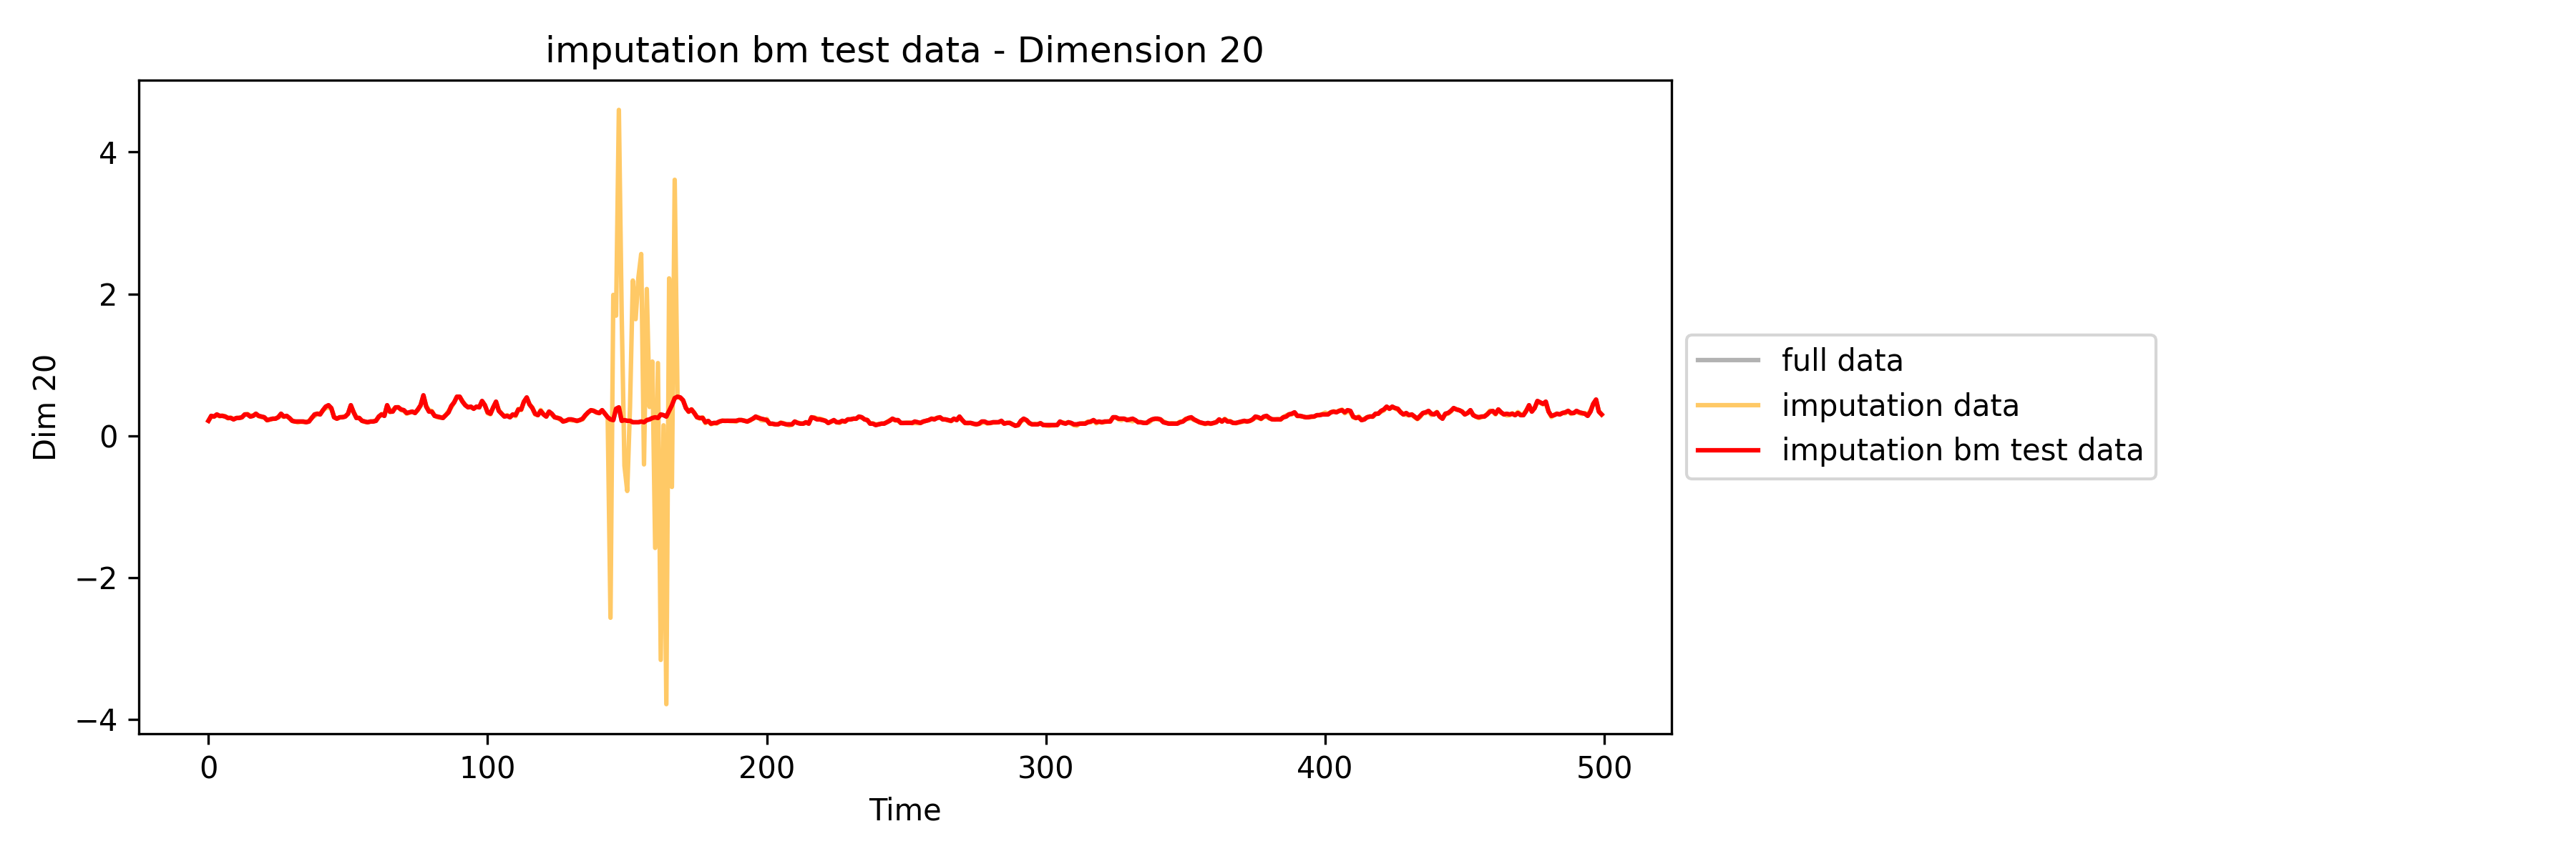 imputation bm test data - Dimension 20
4
2
0
−2
−4
Dim 20
0 100 200 300 400 500
Time
full data
imputation data
imputation bm test data